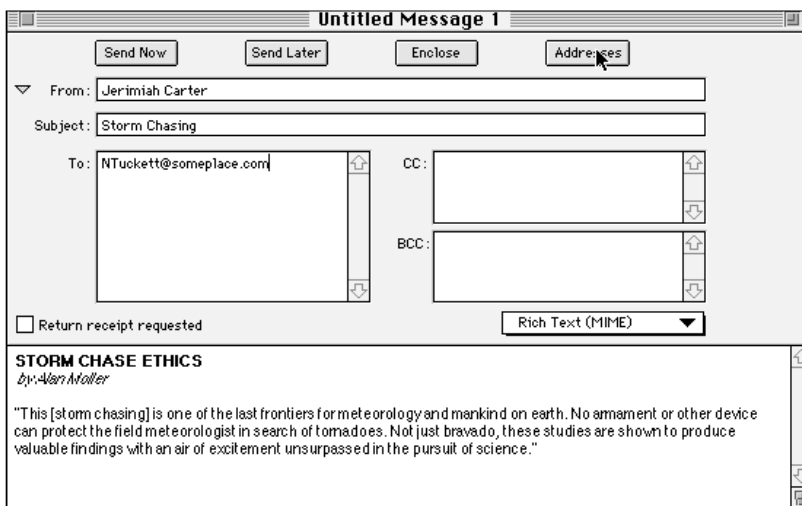 Untitled Message 1
Send Now Send Later Enclose Addresses
From: Jerimiah Carter
Subject: Storm Chasing
To: NTuckett@someplace.com CC:
BCC:
Return receipt requested Rich Text (MIME)
STORM CHASE ETHICS
by: Alan Moller
"This [storm chasing] is one of the last frontiers for meteorology and mankind on earth. No armament or other device
can protect the field meteorologist in search of tornadoes. Not just bravado, these studies are shown to produce
valuable findings with an air of excitement unsurpassed in the pursuit of science."